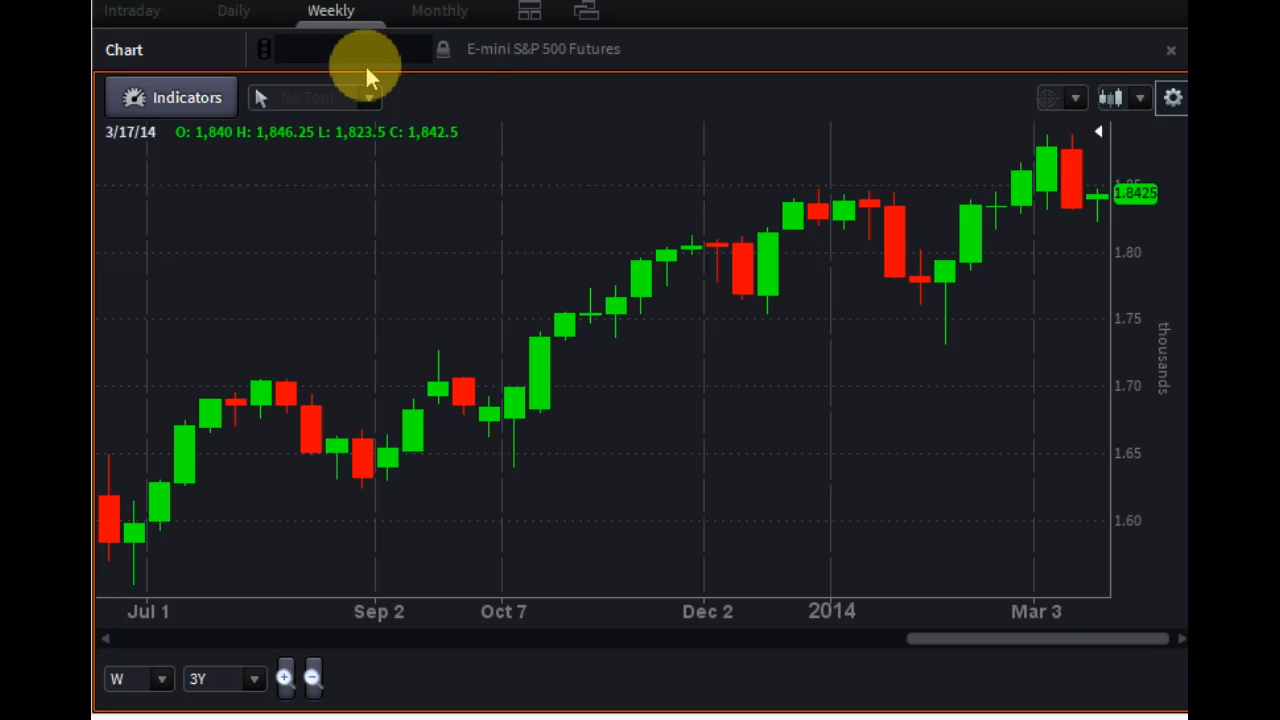 Intraday Daily Weekly Monthly
Chart E-mini S&P 500 Futures
Indicators No Tool
3/17/14 O: 1,840 H: 1,846.25 L: 1,823.5 C: 1,842.5
1.8425
1.80
1.75
thousands
1.70
1.65
1.60
Jul 1 Sep 2 Oct 7 Dec 2 2014 Mar 3
W 3Y